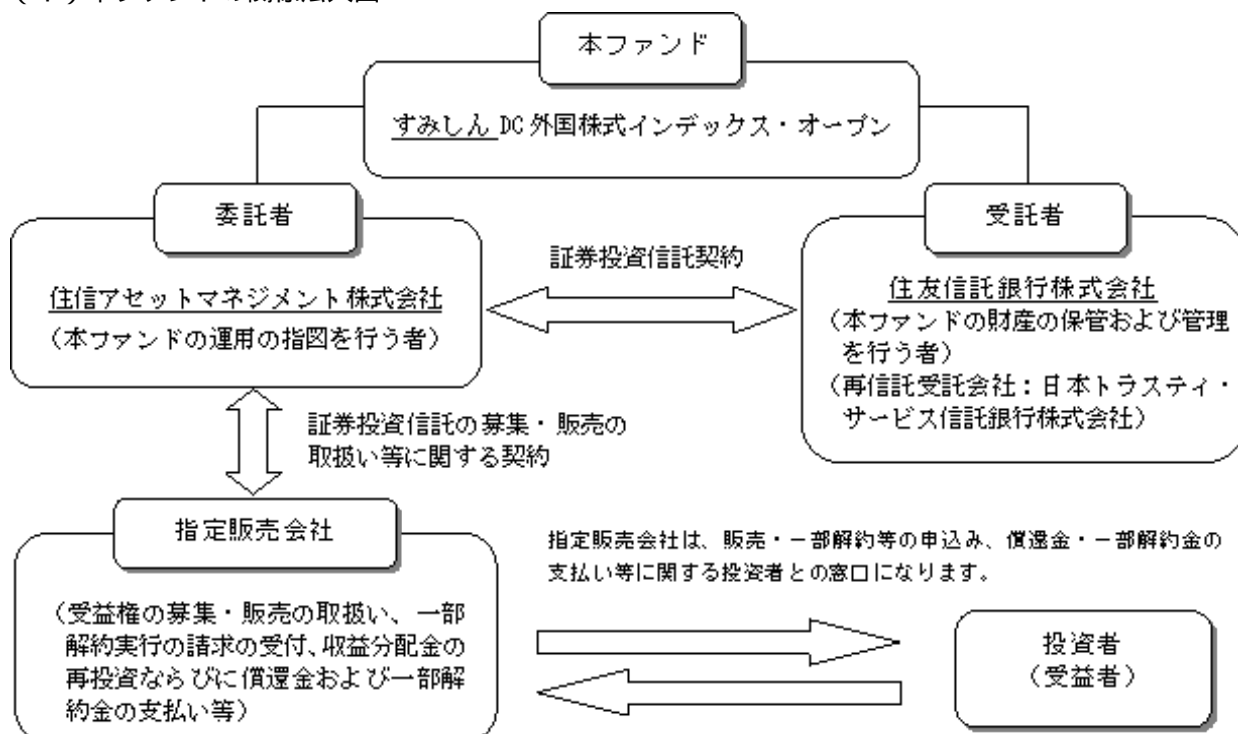 本ファンド
すみしん DC 外国株式インデックス・オープン
委託者
住信アセットマネジメント株式会社
(本ファンドの運用の指図を行う者)
証券投資信託契約
受託者
住友信託銀行株式会社
(本ファンドの財産の保管および管理
を行う者)
(再信託受託会社：日本トラスティ・
サービス信託銀行株式会社)
証券投資信託の募集・販売の
取扱い等に関する契約
指定販売会社
(受益権の募集・販売の取扱い、一部
解約実行の請求の受付、収益分配金の
再投資ならびに償還金および一部解
約金の支払い等)
指定販売会社は、販売・一部解約等の申込み、償還金・一部解約金の
支払い等に関する投資者との窓口になります。
投資者
(受益者)